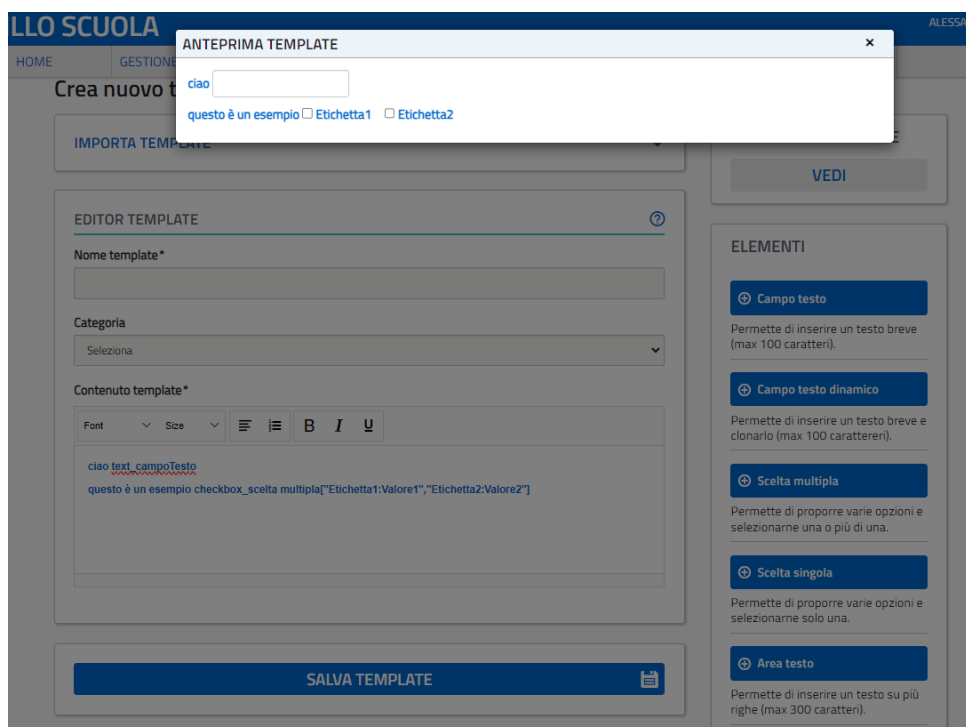 LLO SCUOLA
ALESSA
HOME
GESTIONE
ANTEPRIMA TEMPLATE
×
ciao
questo è un esempio Etichetta1 Etichetta2
Crea nuovo t
IMPORTA TEMPLATE
E
VEDI
EDITOR TEMPLATE
?
Nome template*
Categoria
Seleziona
Contenuto template*
Font Size B I U
ciao text_campoTesto
questo è un esempio checkbox_scelta multipla["Etichetta1:Valore1","Etichetta2:Valore2"]
SALVA TEMPLATE
ELEMENTI
Campo testo
Permette di inserire un testo breve
(max 100 caratteri).
Campo testo dinamico
Permette di inserire un testo breve e
clonarlo (max 100 carattereri).
Scelta multipla
Permette di proporre varie opzioni e
selezionarne una o più di una.
Scelta singola
Permette di proporre varie opzioni e
selezionarne solo una.
Area testo
Permette di inserire un testo su più
righe (max 300 caratteri).